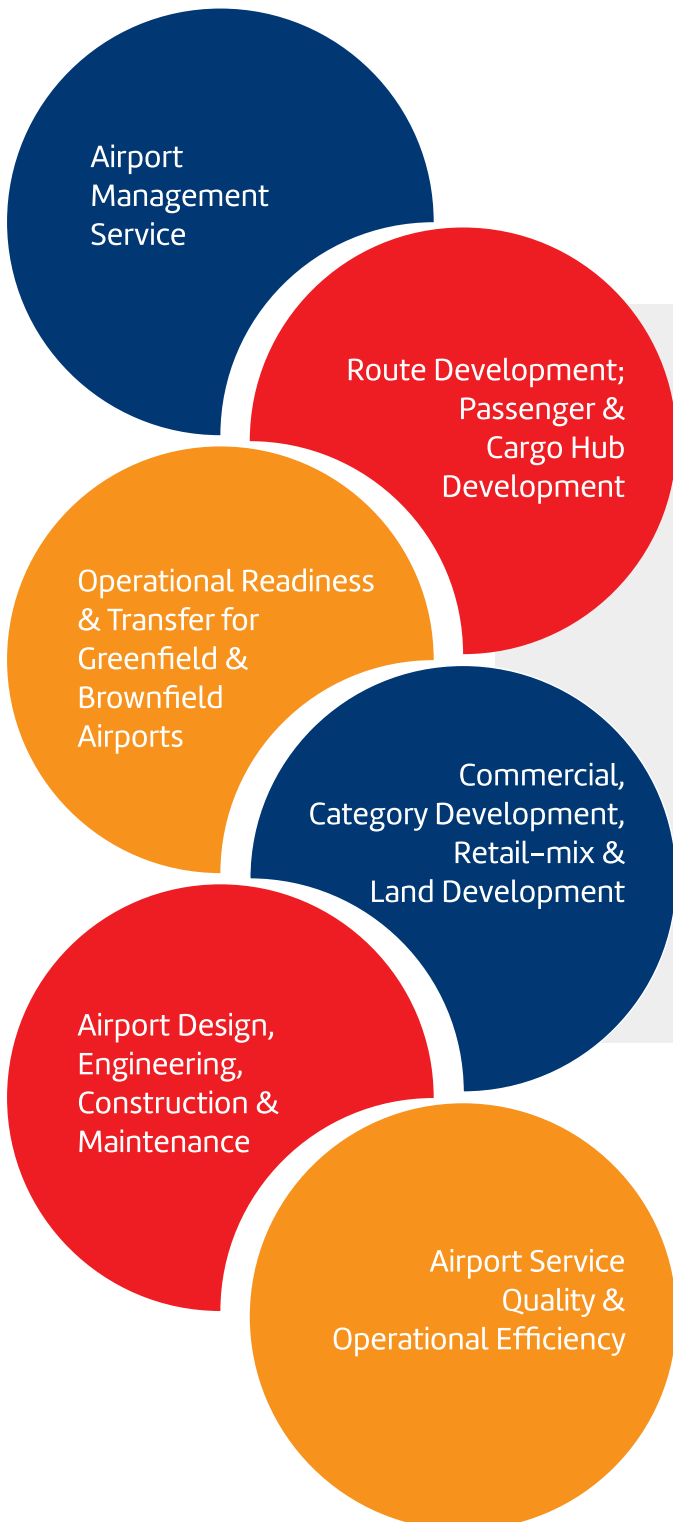 Airport
Management
Service
Route Development;
Passenger &
Cargo Hub
Development
Operational Readiness
& Transfer for
Greenfield &
Brownfield
Airports
Commercial,
Category Development,
Retail-mix &
Land Development
Airport Design,
Engineering,
Construction &
Maintenance
Airport Service
Quality &
Operational Efficiency